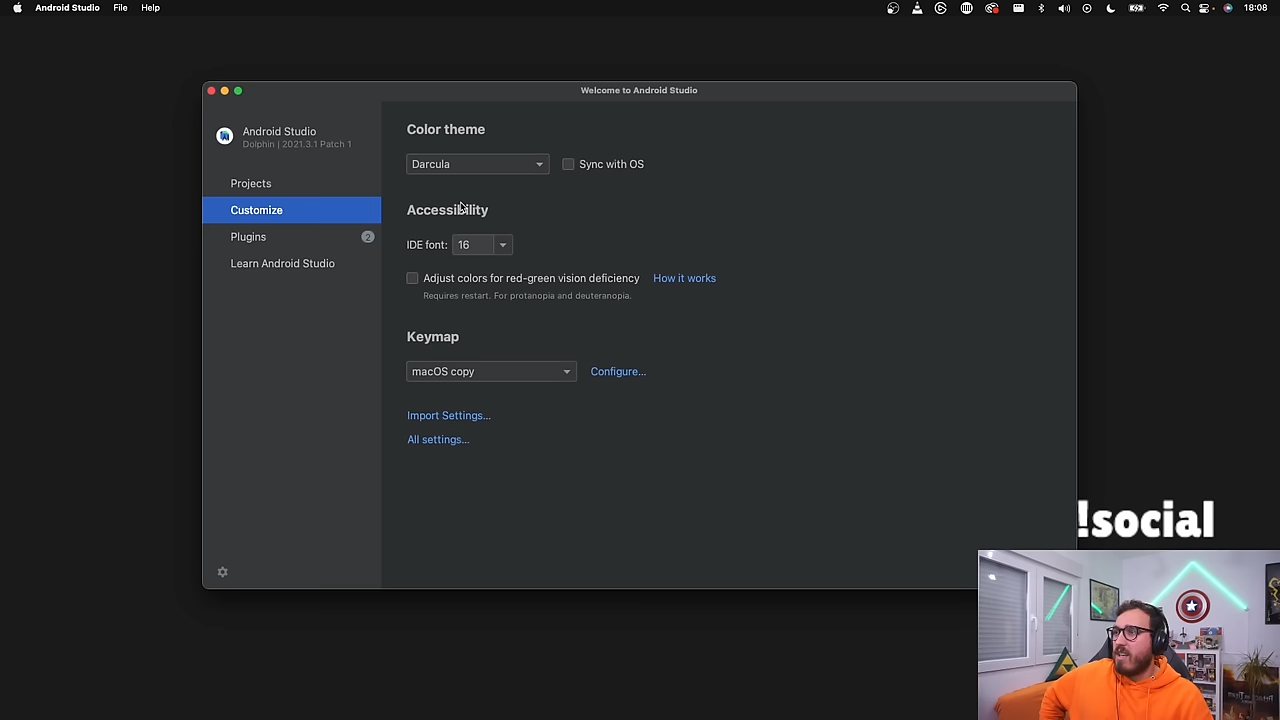 Android Studio File Help 18:08
Welcome to Android Studio
Android Studio
Dolphin | 2021.3.1 Patch 1
Projects
Customize
Plugins 2
Learn Android Studio
Color theme
Darcula Sync with OS
Accessibility
IDE font: 16
Adjust colors for red-green vision deficiency How it works
Requires restart. For protanopia and deuteranopia.
Keymap
macOS copy Configure...
Import Settings...
All settings...
!social